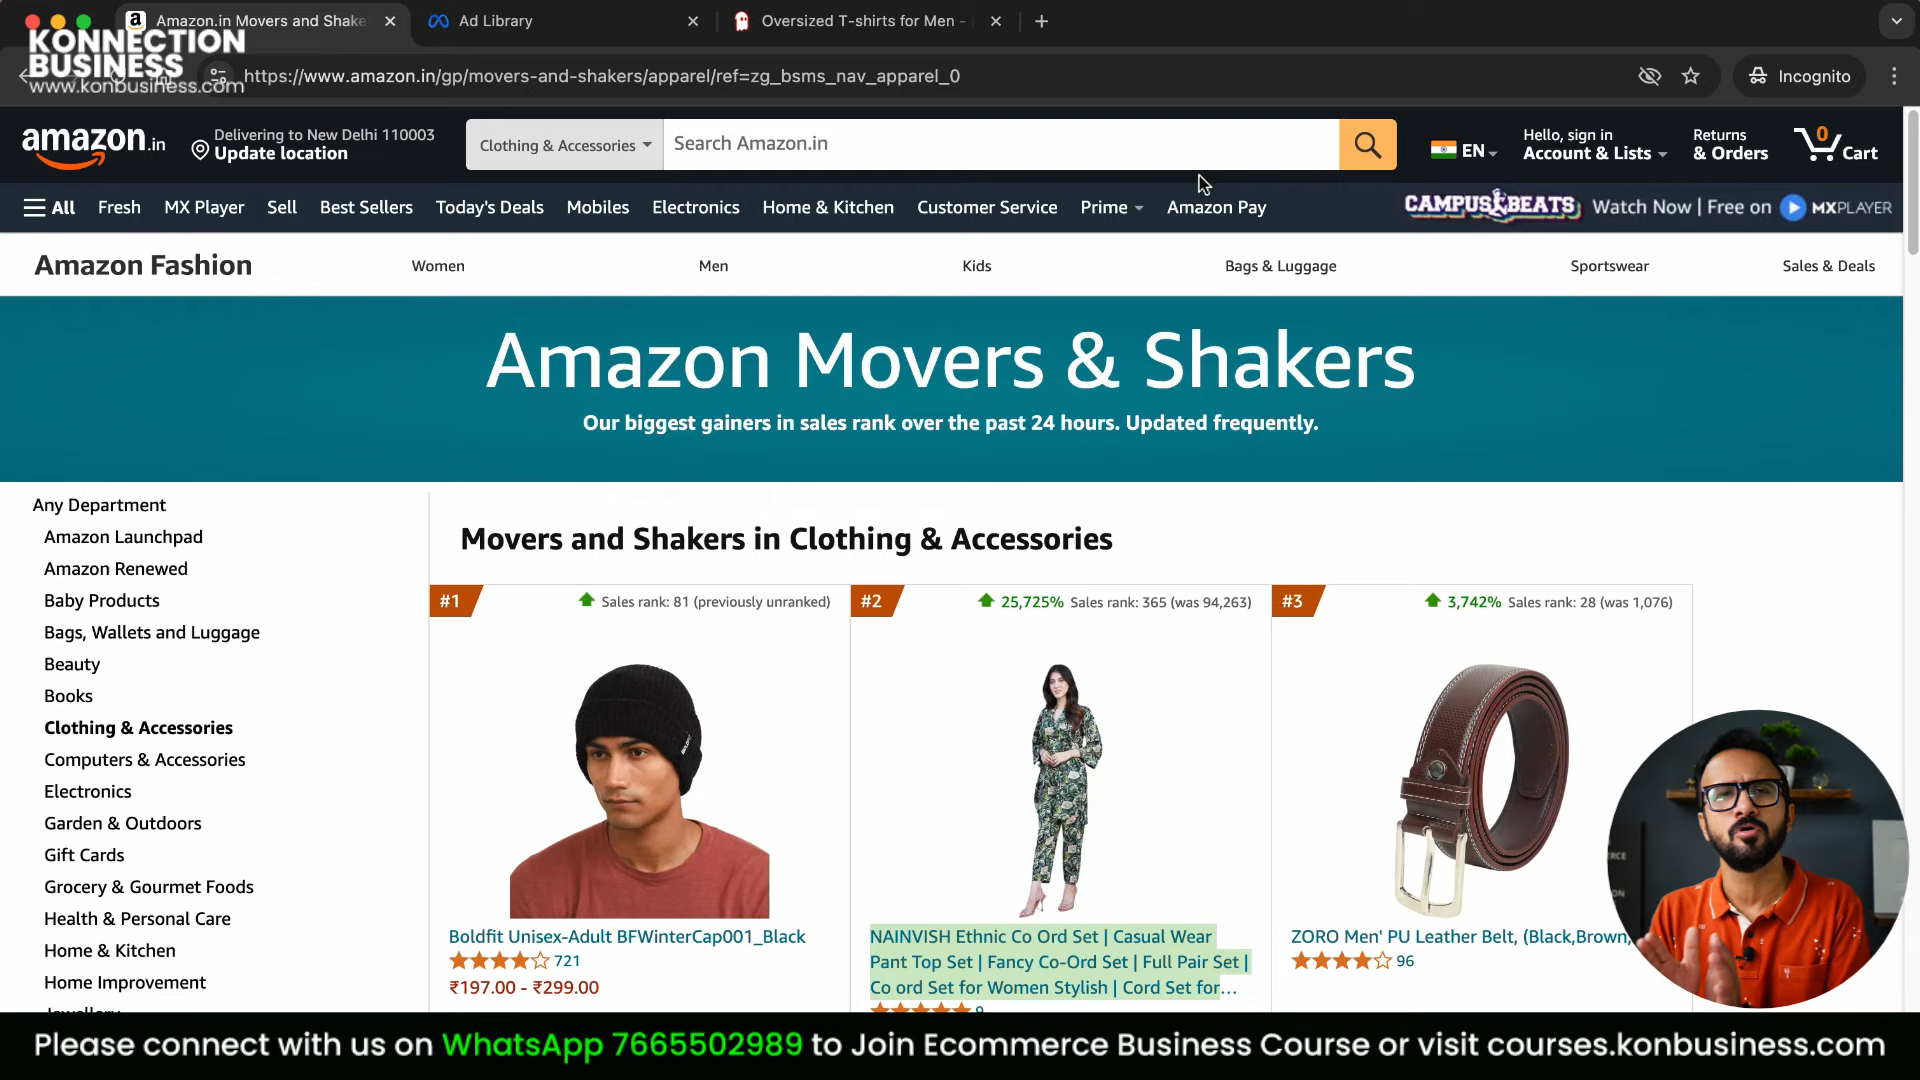 Amazon.in Movers and Shake
Ad Library
Oversized T-shirts for Men -
KONNECTION
BUSINESS
www.konbusiness.com
https://www.amazon.in/gp/movers-and-shakers/apparel/ref=zg_bsms_nav_apparel_0
Incognito
amazon.in
Delivering to New Delhi 110003
Update location
Clothing & Accessories
Search Amazon.in
EN
Hello, sign in
Account & Lists
Returns
& Orders
0
Cart
All
Fresh
MX Player
Sell
Best Sellers
Today's Deals
Mobiles
Electronics
Home & Kitchen
Customer Service
Prime
Amazon Pay
CAMPUS BEATS
Watch Now | Free on
MXPLAYER
Amazon Fashion
Women
Men
Kids
Bags & Luggage
Sportswear
Sales & Deals
Amazon Movers & Shakers
Our biggest gainers in sales rank over the past 24 hours. Updated frequently.
Any Department
Amazon Launchpad
Amazon Renewed
Baby Products
Bags, Wallets and Luggage
Beauty
Books
Clothing & Accessories
Computers & Accessories
Electronics
Garden & Outdoors
Gift Cards
Grocery & Gourmet Foods
Health & Personal Care
Home & Kitchen
Home Improvement
Jewellery
Movers and Shakers in Clothing & Accessories
#1
Sales rank: 81 (previously unranked)
Boldfit Unisex-Adult BFWinterCap001_Black
721
₹197.00 - ₹299.00
#2
25,725% Sales rank: 365 (was 94,263)
NAINVISH Ethnic Co Ord Set | Casual Wear
Pant Top Set | Fancy Co-Ord Set | Full Pair Set |
Co ord Set for Women Stylish | Cord Set for...
9
#3
3,742% Sales rank: 28 (was 1,076)
ZORO Men' PU Leather Belt, (Black,Brown,
96
Please connect with us on WhatsApp 7665502989 to Join Ecommerce Business Course or visit courses.konbusiness.com